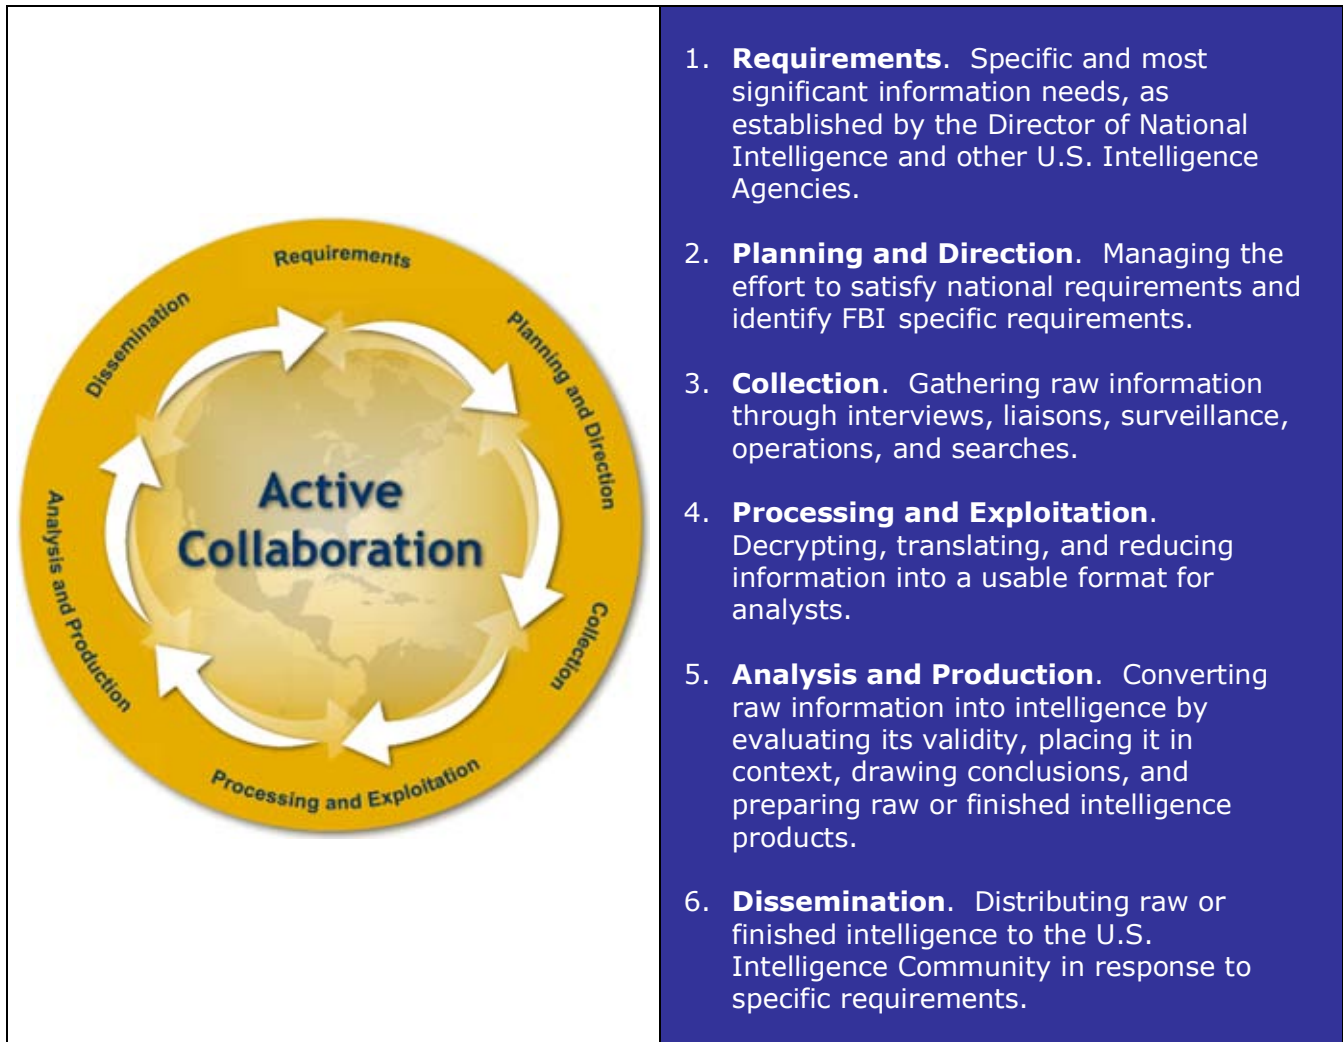 Requirements
Planning and Direction
Collection
Processing and Exploitation
Analysis and Production
Dissemination
Active
Collaboration
1. Requirements. Specific and most
significant information needs, as
established by the Director of National
Intelligence and other U.S. Intelligence
Agencies.
2. Planning and Direction. Managing the
effort to satisfy national requirements and
identify FBI specific requirements.
3. Collection. Gathering raw information
through interviews, liaisons, surveillance,
operations, and searches.
4. Processing and Exploitation.
Decrypting, translating, and reducing
information into a usable format for
analysts.
5. Analysis and Production. Converting
raw information into intelligence by
evaluating its validity, placing it in
context, drawing conclusions, and
preparing raw or finished intelligence
products.
6. Dissemination. Distributing raw or
finished intelligence to the U.S.
Intelligence Community in response to
specific requirements.